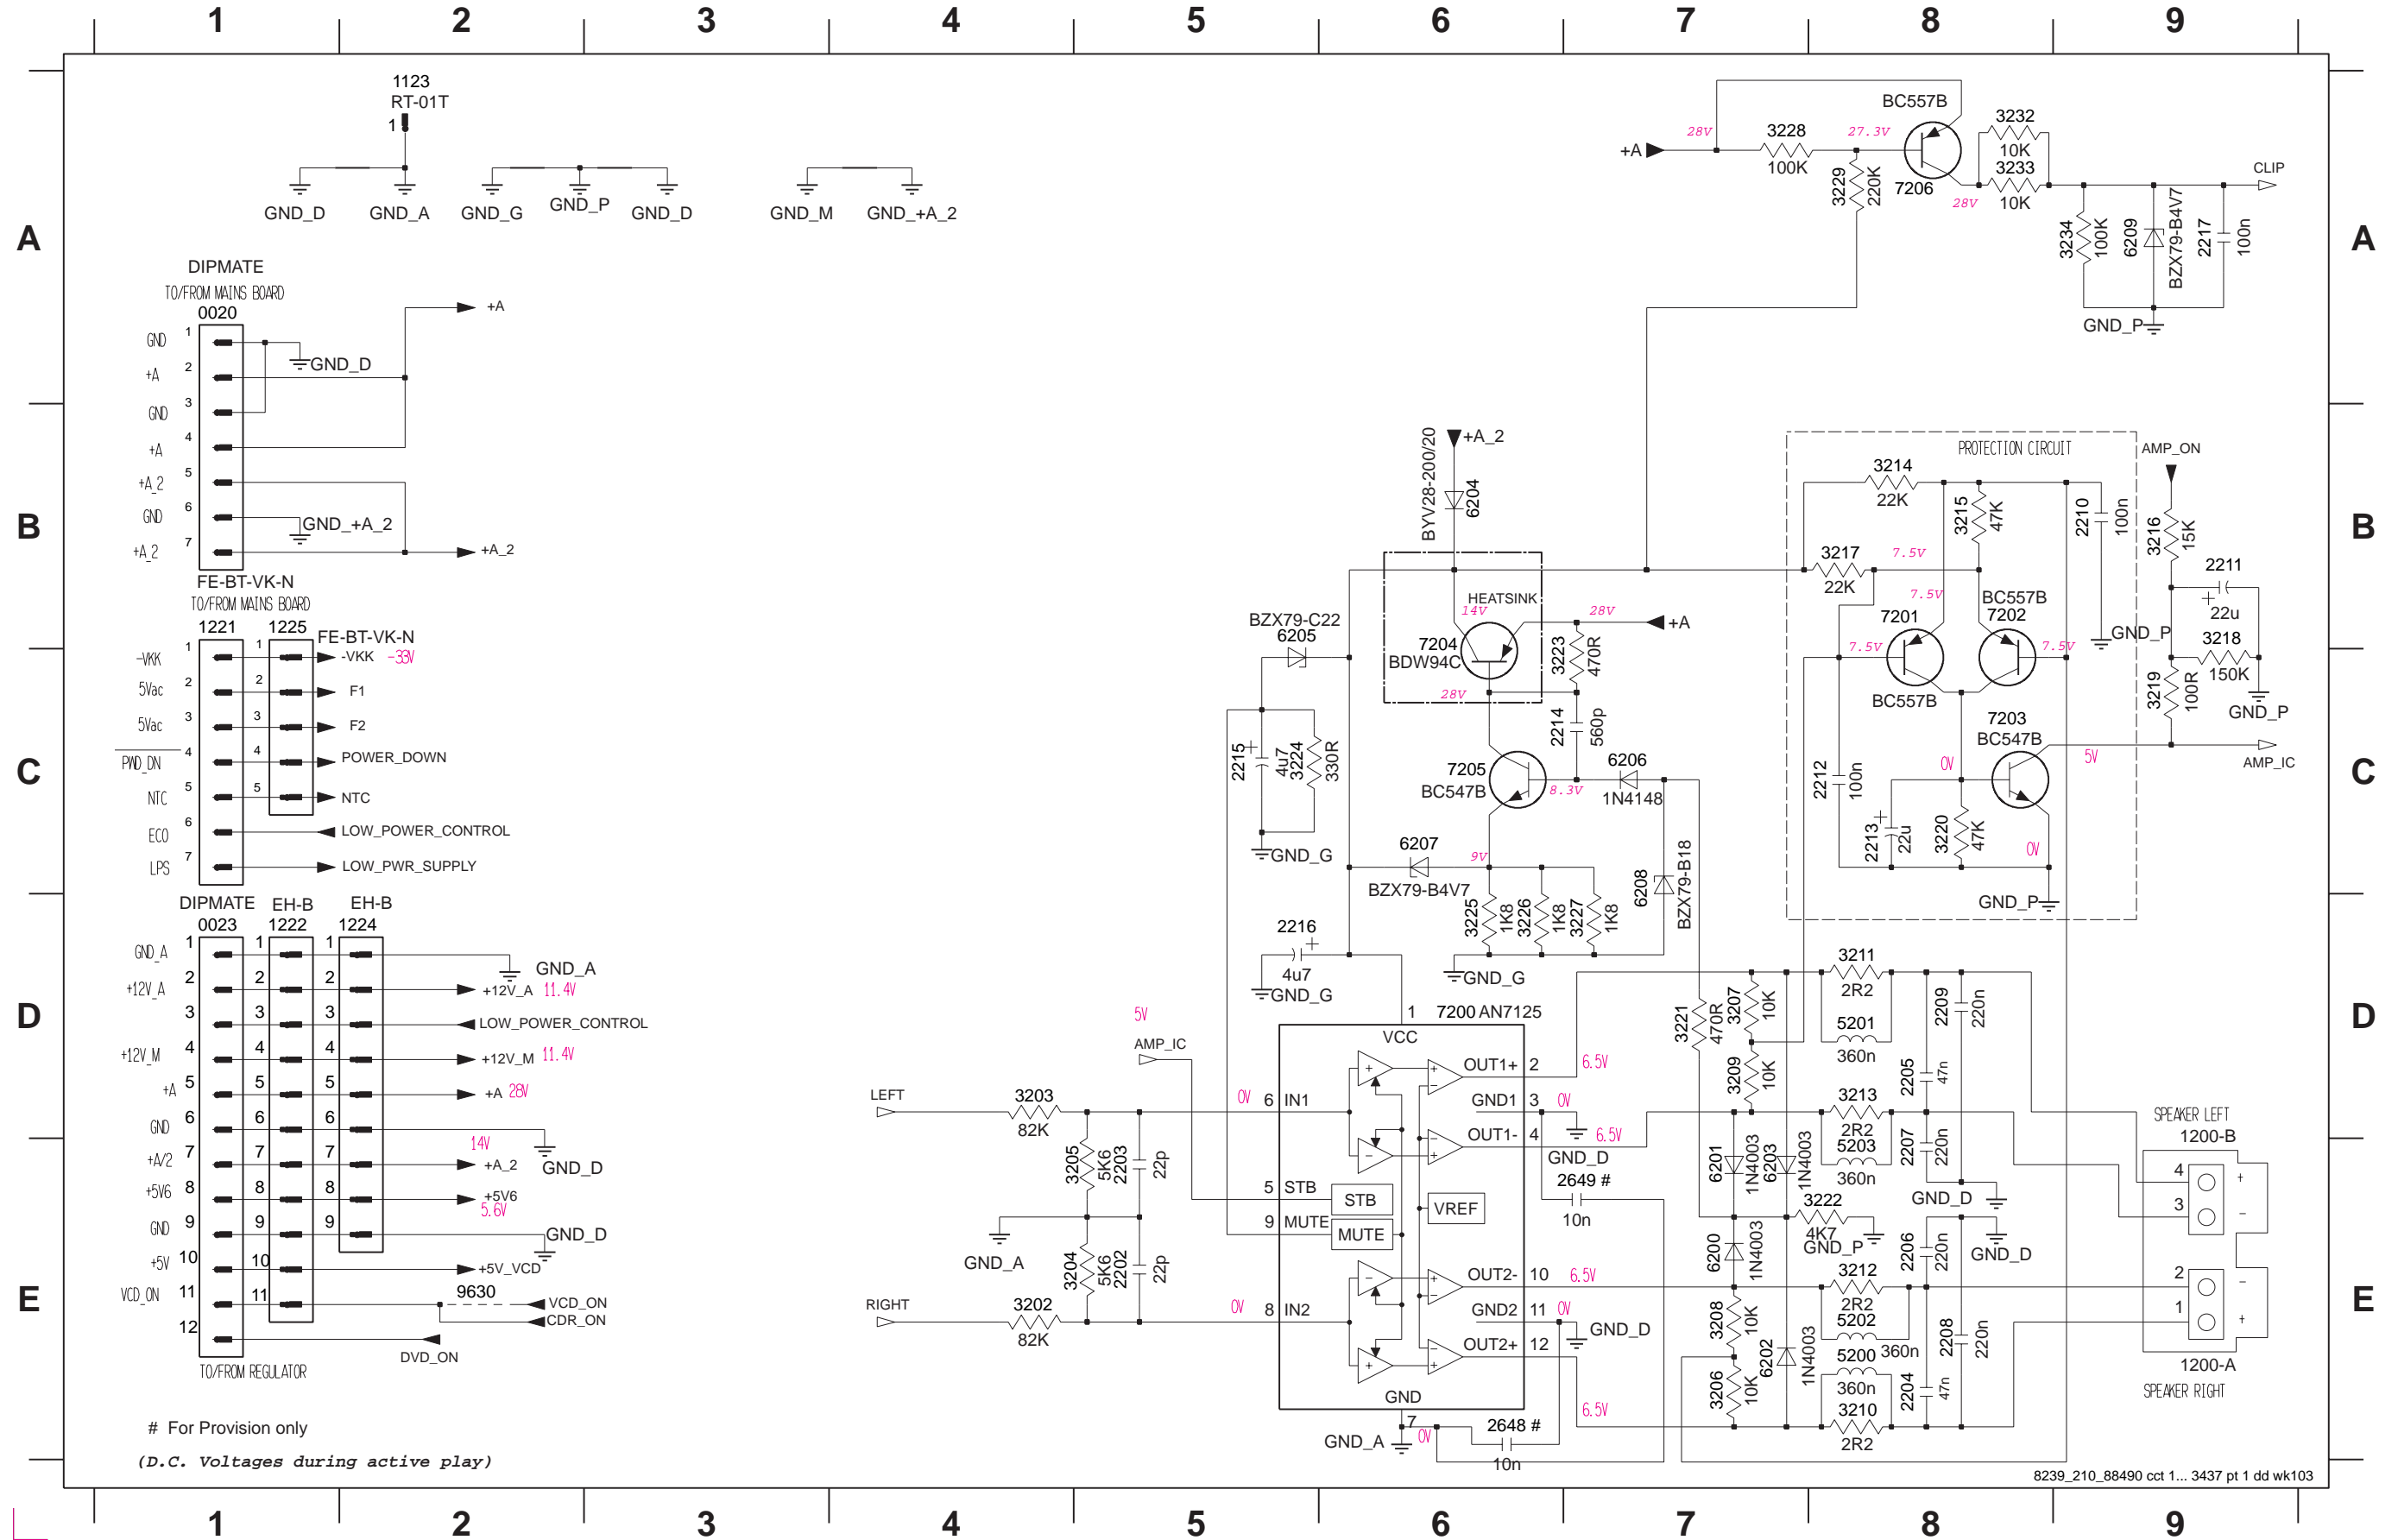 1 2 3 4 5 6 7 8 9
A
B
C
D
E
A
B
C
D
E
1123
RT-01T
1
GND_D
GND_A
GND_G
GND_P
GND_D
GND_M
GND_+A_2
+A
28V
3228
100K
27.3V
BC557B
7206
28V
3229
220K
3232
10K
3233
10K
CLIP
3234
100K
6209
BZX79-B4V7
2217
100n
GND_P
DIPMATE
TO/FROM MAINS BOARD
0020
GND 1
+A 2
GND 3
+A 4
+A_2 5
GND 6
+A_2 7
+A
GND_D
GND_+A_2
+A_2
FE-BT-VK-N
TO/FROM MAINS BOARD
1221
1225
FE-BT-VK-N
-VKK 1 1 -VKK -33V
5Vac 2 2 F1
5Vac 3 3 F2
PWD_DN 4 4 POWER_DOWN
NTC 5 5 NTC
ECO 6 LOW_POWER_CONTROL
LPS 7 LOW_PWR_SUPPLY
DIPMATE
EH-B
EH-B
0023
1222
1224
GND_A 1 1 1 GND_A
+12V_A 2 2 2 +12V_A 11.4V
3 3 3 LOW_POWER_CONTROL
+12V_M 4 4 4 +12V_M 11.4V
+A 5 5 5 +A 28V
GND 6 6 6 GND_D
14V
+A/2 7 7 7 +A_2
+5V6 8 8 8 +5V6
5.6V
GND 9 9 9 GND_D
+5V 10 10 +5V_VCD
VCD_ON 11 11 9630 VCD_ON
CDR_ON
12 DVD_ON
TO/FROM REGULATOR
# For Provision only
(D.C. Voltages during active play)
+A_2
BYV28-200/20
6204
HEATSINK
14V
28V
+A
7204
BDW94C
28V
3223
470R
BZX79-C22
6205
2215
4u7
3224
330R
GND_G
2214
560p
7205
BC547B
8.3V
6206
1N4148
6207
9V
BZX79-B4V7
6208
BZX79-B18
3225
1K8
3226
1K8
3227
1K8
GND_G
2216
4u7
GND_G
PROTECTION CIRCUIT
3214
22K
3215
47K
2210
100n
3217
22K
7.5V
7.5V
BC557B
7201
7202
7.5V
7.5V
BC557B
GND_P
7203
BC547B
0V
5V
2212
100n
2213
22u
3220
47K
0V
GND_P
AMP_ON
3216
15K
2211
22u
3218
150K
3219
100R
GND_P
AMP_IC
5V
AMP_IC
LEFT
3203
82K
3205
5K6
2203
22p
GND_A
3204
5K6
2202
22p
RIGHT
3202
82K
0V
0V
7200 AN7125
1
VCC
6 IN1
5 STB
STB
9 MUTE
MUTE
VREF
8 IN2
OUT1+ 2 6.5V
GND1 3 0V
OUT1- 4 6.5V
GND_D
OUT2- 10 6.5V
GND2 11 0V
GND_D
OUT2+ 12
6.5V
GND
7
0V
GND_A
2649 #
10n
2648 #
10n
3221
470R
3207
10K
3209
10K
3211
2R2
5201
360n
2209
220n
2205
47n
3213
2R2
5203
360n
2207
220n
GND_D
6201
1N4003
6203
1N4003
3222
4K7
GND_P
6200
1N4003
2206
220n
GND_D
3212
2R2
5202
360n
3208
10K
6202
1N4003
3206
10K
5200
360n
3210
2R2
2204
47n
2208
220n
SPEAKER LEFT
1200-B
4 +
3 −
2 −
1 +
1200-A
SPEAKER RIGHT
8239_210_88490 cct 1... 3437 pt 1 dd wk103
1 2 3 4 5 6 7 8 9